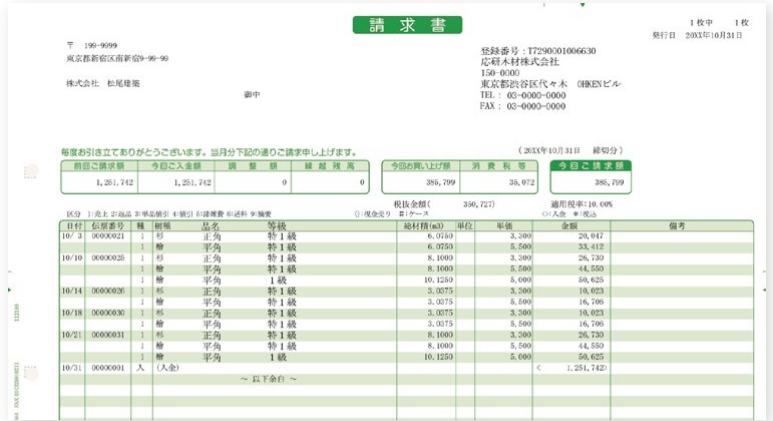 請求書
1枚中 1枚
発行日 20XX年10月31日
〒 199-9999
東京都新宿区南新宿9-99-99
株式会社 松尾建築
御中
登録番号:T7290001006630
応研木材株式会社
150-0000
東京都渋谷区代々木 OHKENビル
TEL: 03-0000-0000
FAX: 03-0000-0000
毎度お引き立てありがとうございます。当月分下記の通りご請求申し上げます。
(20XX年10月31日 締切分)
前回ご請求額 今回ご入金額 調整額 繰越残高 今回お買い上げ額 消費税等 今回ご請求額
1,251,742 1,251,742 0 0 385,799 35,072 385,799
税抜金額( 350,727) 適用税率:10.00%
区分 1:売上 2:返品 3:単品値引 4:値引 5:諸雑費 6:送料 9:摘要 ():現金売り #:ケース ○:入金 *:税込
日付 伝票番号 種 樹種 品名 等級 総材積(m3) 単位 単価 金額 備考
10/ 3 00000021 1 杉 正角 特1級 6.0750 3,300 20,047
1 檜 平角 特1級 6.0750 5,500 33,412
10/10 00000025 1 杉 正角 特1級 8.1000 3,300 26,730
1 檜 平角 特1級 8.1000 5,500 44,550
1 檜 平角 1級 10.1250 5,000 50,625
10/14 00000026 1 杉 正角 特1級 3.0375 3,300 10,023
1 檜 平角 特1級 3.0375 5,500 16,706
10/18 00000030 1 杉 正角 特1級 3.0375 3,300 10,023
1 檜 平角 特1級 3.0375 5,500 16,706
10/21 00000031 1 杉 正角 特1級 8.1000 3,300 26,730
1 檜 平角 特1級 8.1000 5,500 44,550
1 檜 平角 1級 10.1250 5,000 50,625
10/31 00000001 入 (入金) < 1,251,742)
~ 以下余白 ~